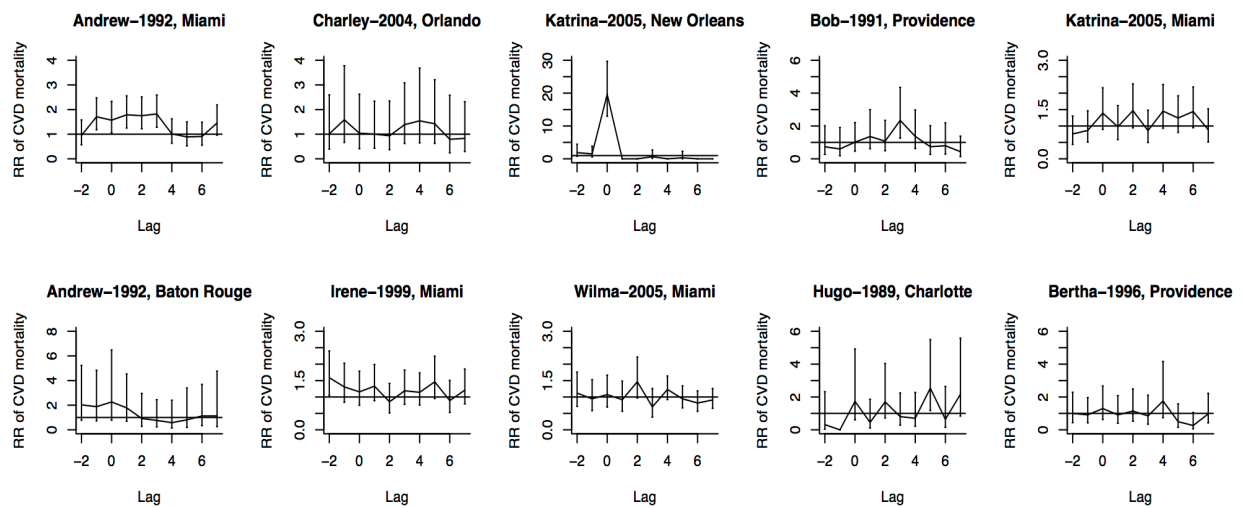 Andrew−1992, Miami
RR of CVD mortality
0 1 2 3 4
−2 0 2 4 6
Lag
Charley−2004, Orlando
RR of CVD mortality
0 1 2 3 4
−2 0 2 4 6
Lag
Katrina−2005, New Orleans
RR of CVD mortality
0 10 20 30
−2 0 2 4 6
Lag
Bob−1991, Providence
RR of CVD mortality
0 2 4 6
−2 0 2 4 6
Lag
Katrina−2005, Miami
RR of CVD mortality
0.0 1.5 3.0
−2 0 2 4 6
Lag
Andrew−1992, Baton Rouge
RR of CVD mortality
0 2 4 6 8
−2 0 2 4 6
Lag
Irene−1999, Miami
RR of CVD mortality
0.0 1.5 3.0
−2 0 2 4 6
Lag
Wilma−2005, Miami
RR of CVD mortality
0.0 1.5 3.0
−2 0 2 4 6
Lag
Hugo−1989, Charlotte
RR of CVD mortality
0 2 4 6
−2 0 2 4 6
Lag
Bertha−1996, Providence
RR of CVD mortality
0 2 4 6
−2 0 2 4 6
Lag